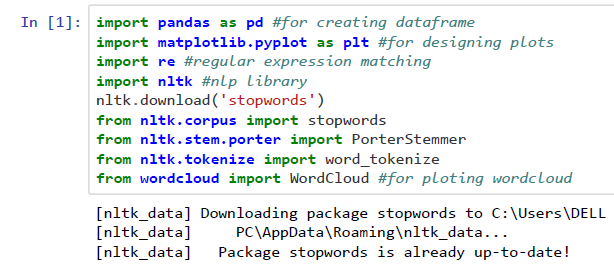 In [1]: import pandas as pd #for creating dataframe
import matplotlib.pyplot as plt #for designing plots
import re #regular expression matching
import nltk #nlp library
nltk.download('stopwords')
from nltk.corpus import stopwords
from nltk.stem.porter import PorterStemmer
from nltk.tokenize import word_tokenize
from wordcloud import WordCloud #for ploting wordcloud
[nltk_data] Downloading package stopwords to C:\Users\DELL
[nltk_data]     PC\AppData\Roaming\nltk_data...
[nltk_data]   Package stopwords is already up-to-date!